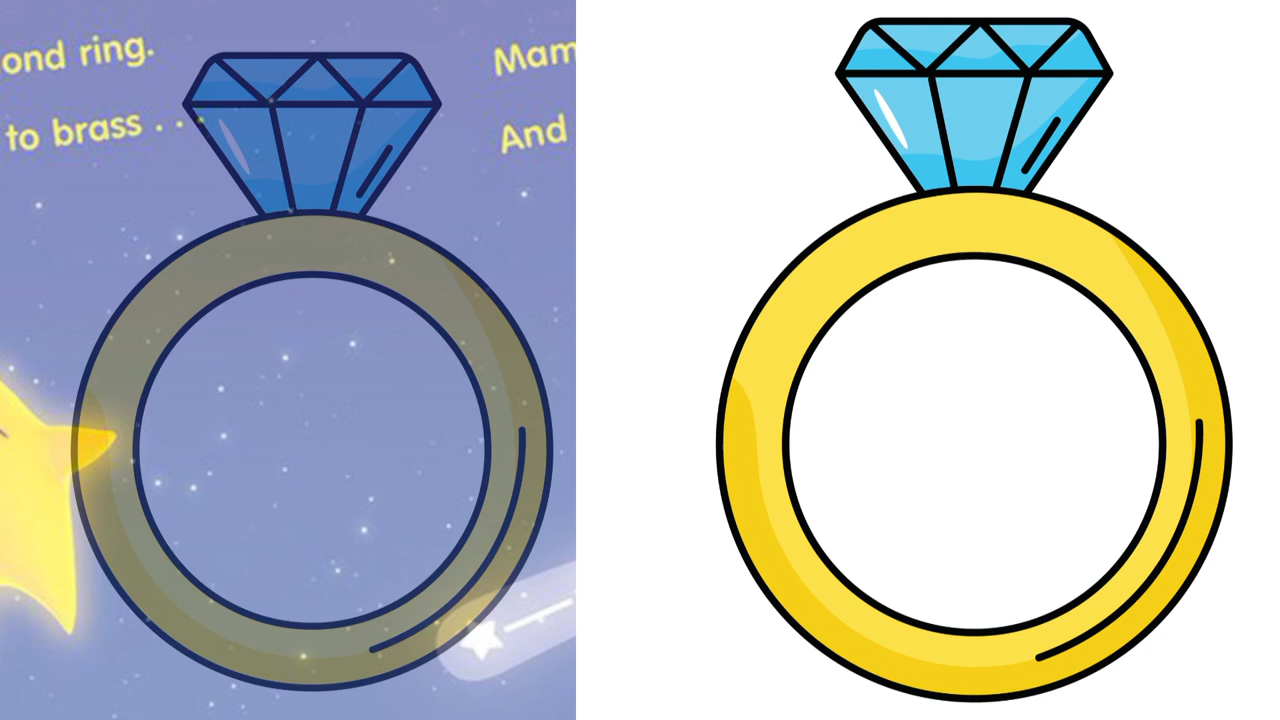 ond ring.
to brass . . .
Mam
And